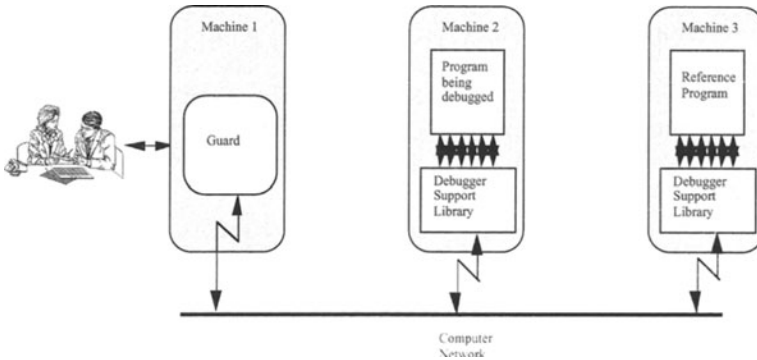 Machine 1
Guard
Machine 2
Program
being
debugged
Debugger
Support
Library
Machine 3
Reference
Program
Debugger
Support
Library
Computer
Network